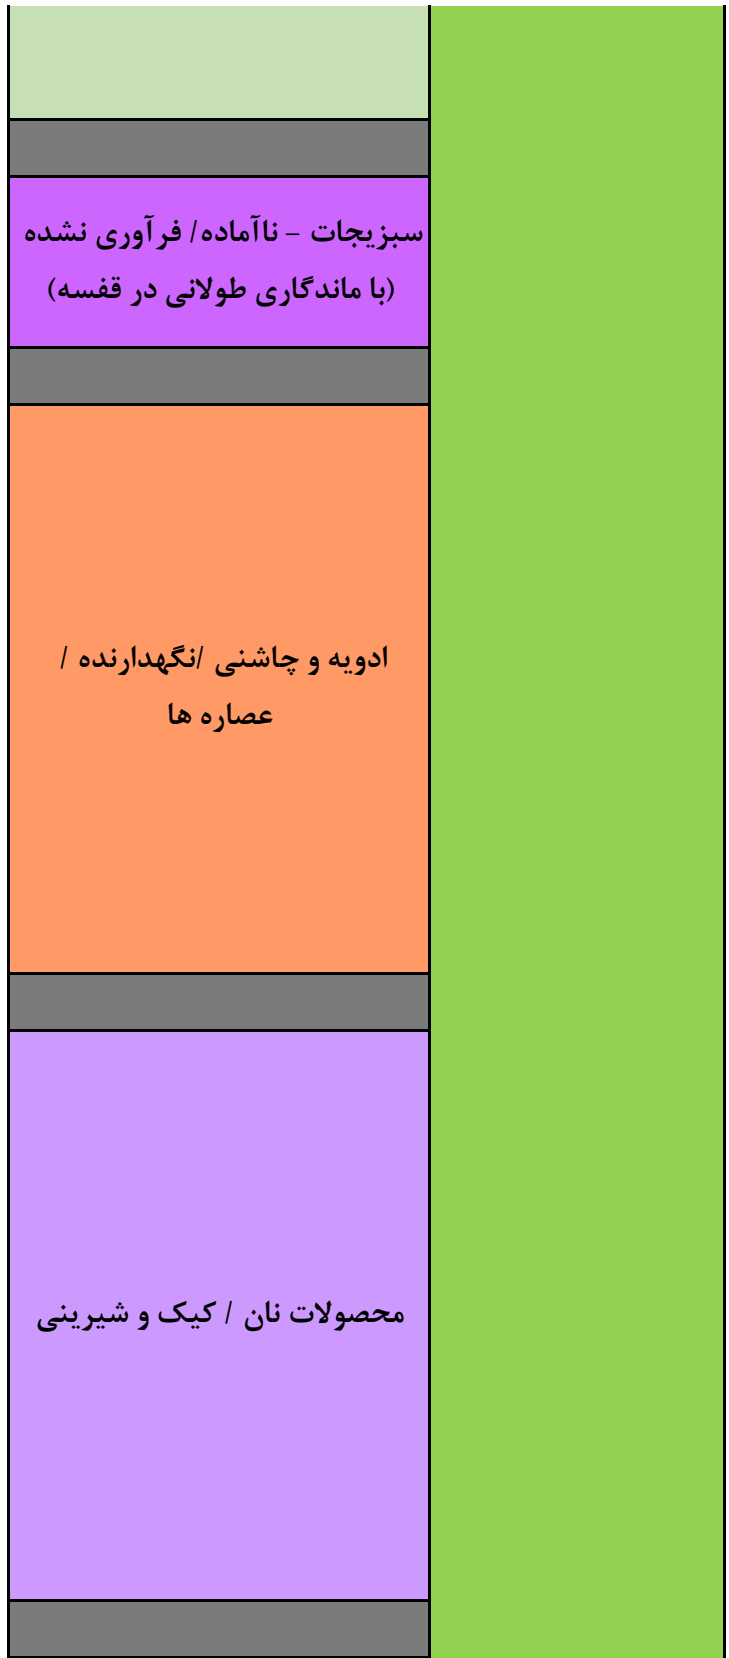 سبزیجات – ناآماده/ فرآوری نشده
(با ماندگاری طولانی در قفسه)
ادویه و چاشنی /نگهدارنده /
عصاره ها
محصولات نان / کیک و شیرینی